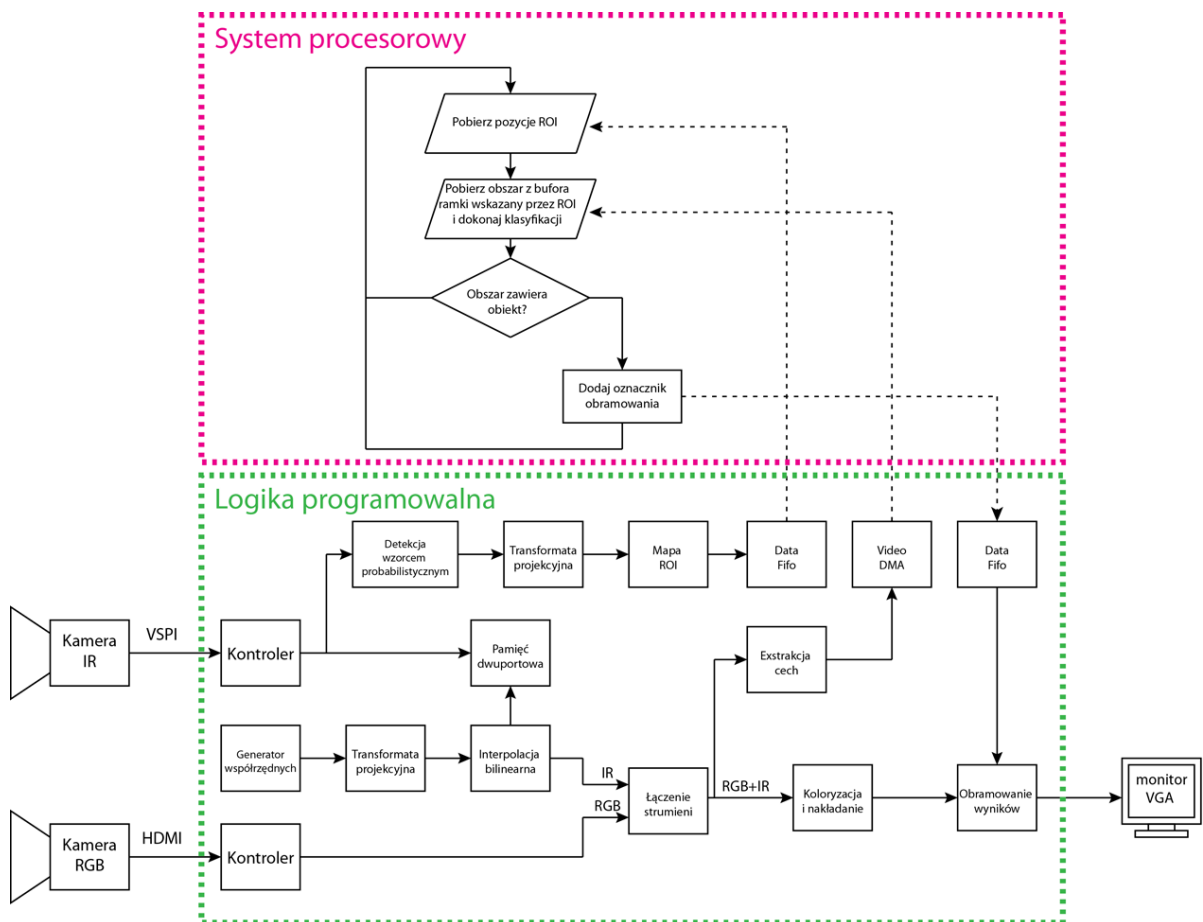 System procesorowy
Pobierz pozycje ROI
Pobierz obszar z bufora
ramki wskazany przez ROI
i dokonaj klasyfikacji
Obszar zawiera
obiekt?
Dodaj oznacznik
obramowania
Logika programowalna
Detekcja
wzorcem
probabilistycznym
Transformata
projekcyjna
Mapa
ROI
Data
Fifo
Video
DMA
Data
Fifo
Kamera
IR
VSPI
Kontroler
Pamięć
dwuportowa
Exstrakcja
cech
Generator
współrzędnych
Transformata
projekcyjna
Interpolacja
bilinearna
IR
RGB
Łączenie
strumieni
RGB+IR
Koloryzacja
i nakładanie
Obramowanie
wyników
monitor
VGA
Kamera
RGB
HDMI
Kontroler